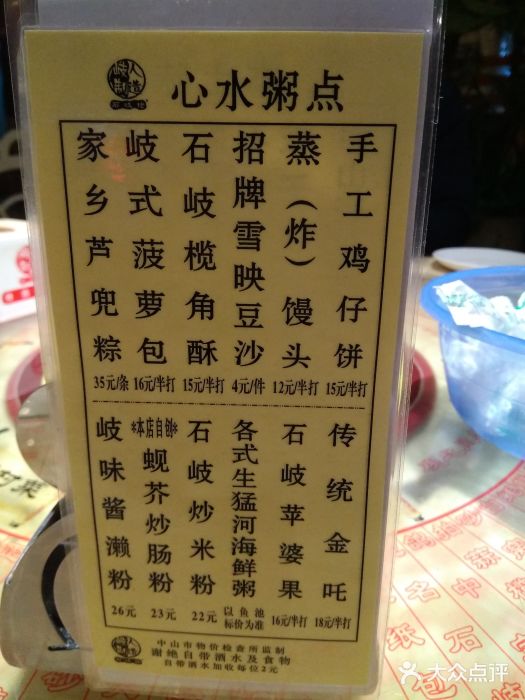 岐人
制造
石岐佬
心水粥点
手工鸡仔饼
15元/半打
蒸(炸)馒头
12元/半打
招牌雪映豆沙
4元/件
石岐榄角酥
15元/半打
岐式菠萝包
16元/半打
家乡芦兜粽
35元/条
传统金吒
18元/半打
石岐苹婆果
16元/半打
各式生猛河海鲜粥
以鱼池
标价为准
石岐炒米粉
22元
*本店自创*
蚬芥炒肠粉
23元
岐味酱濑粉
26元
中山市物价检查所监制
谢绝自带酒水及食物
自带酒水加收每位2元
大众点评